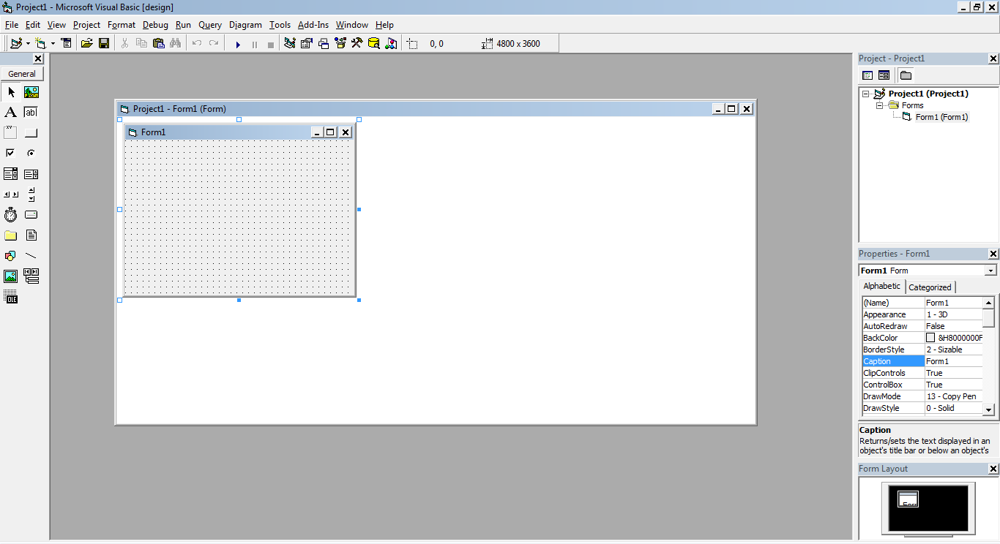 Project1 - Microsoft Visual Basic [design]
File Edit View Project Format Debug Run Query Diagram Tools Add-Ins Window Help
0, 0 4800 x 3600
General
A ab|
xy
OLE
Project1 - Form1 (Form)
Form1
Project - Project1
Project1 (Project1)
Forms
Form1 (Form1)
Properties - Form1
Form1 Form
Alphabetic Categorized
(Name) Form1
Appearance 1 - 3D
AutoRedraw False
BackColor &H8000000F
BorderStyle 2 - Sizable
Caption Form1
ClipControls True
ControlBox True
DrawMode 13 - Copy Pen
DrawStyle 0 - Solid
Caption
Returns/sets the text displayed in an
object's title bar or below an object's
Form Layout